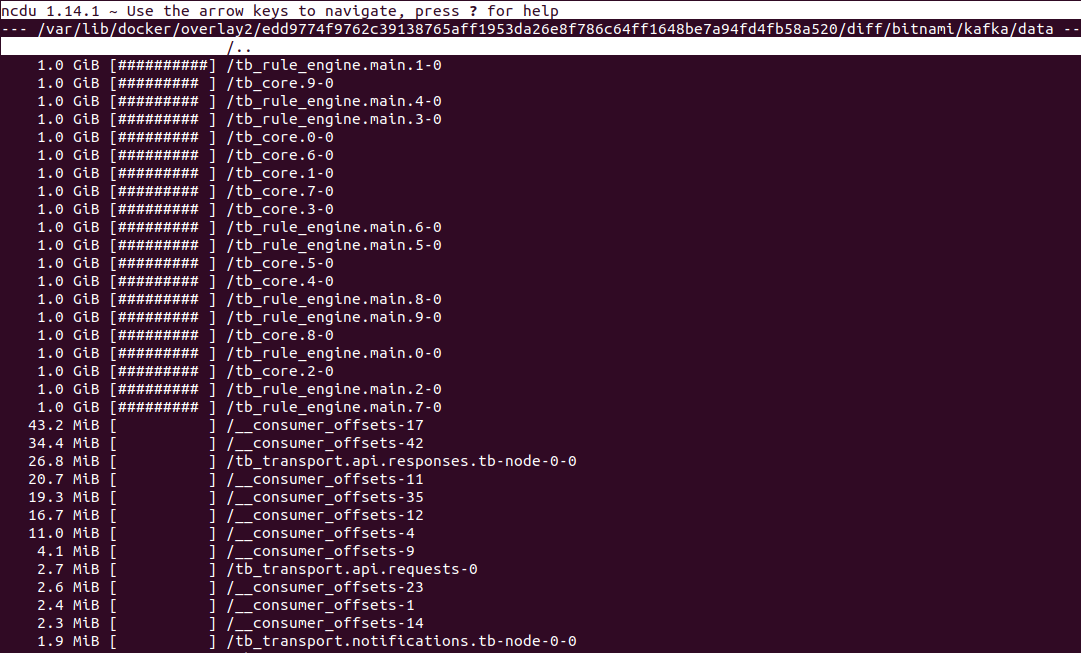 ncdu 1.14.1 ~ Use the arrow keys to navigate, press ? for help
--- /var/lib/docker/overlay2/edd9774f9762c39138765aff1953da26e8f786c64ff1648be7a94fd4fb58a520/diff/bitnami/kafka/data --
/..
1.0 GiB [##########] /tb_rule_engine.main.1-0
1.0 GiB [######### ] /tb_core.9-0
1.0 GiB [######### ] /tb_rule_engine.main.4-0
1.0 GiB [######### ] /tb_rule_engine.main.3-0
1.0 GiB [######### ] /tb_core.0-0
1.0 GiB [######### ] /tb_core.6-0
1.0 GiB [######### ] /tb_core.1-0
1.0 GiB [######### ] /tb_core.7-0
1.0 GiB [######### ] /tb_core.3-0
1.0 GiB [######### ] /tb_rule_engine.main.6-0
1.0 GiB [######### ] /tb_rule_engine.main.5-0
1.0 GiB [######### ] /tb_core.5-0
1.0 GiB [######### ] /tb_core.4-0
1.0 GiB [######### ] /tb_rule_engine.main.8-0
1.0 GiB [######### ] /tb_rule_engine.main.9-0
1.0 GiB [######### ] /tb_core.8-0
1.0 GiB [######### ] /tb_rule_engine.main.0-0
1.0 GiB [######### ] /tb_core.2-0
1.0 GiB [######### ] /tb_rule_engine.main.2-0
1.0 GiB [######### ] /tb_rule_engine.main.7-0
43.2 MiB [          ] /__consumer_offsets-17
34.4 MiB [          ] /__consumer_offsets-42
26.8 MiB [          ] /tb_transport.api.responses.tb-node-0-0
20.7 MiB [          ] /__consumer_offsets-11
19.3 MiB [          ] /__consumer_offsets-35
16.7 MiB [          ] /__consumer_offsets-12
11.0 MiB [          ] /__consumer_offsets-4
4.1 MiB [          ] /__consumer_offsets-9
2.7 MiB [          ] /tb_transport.api.requests-0
2.6 MiB [          ] /__consumer_offsets-23
2.4 MiB [          ] /__consumer_offsets-1
2.3 MiB [          ] /__consumer_offsets-14
1.9 MiB [          ] /tb_transport.notifications.tb-node-0-0